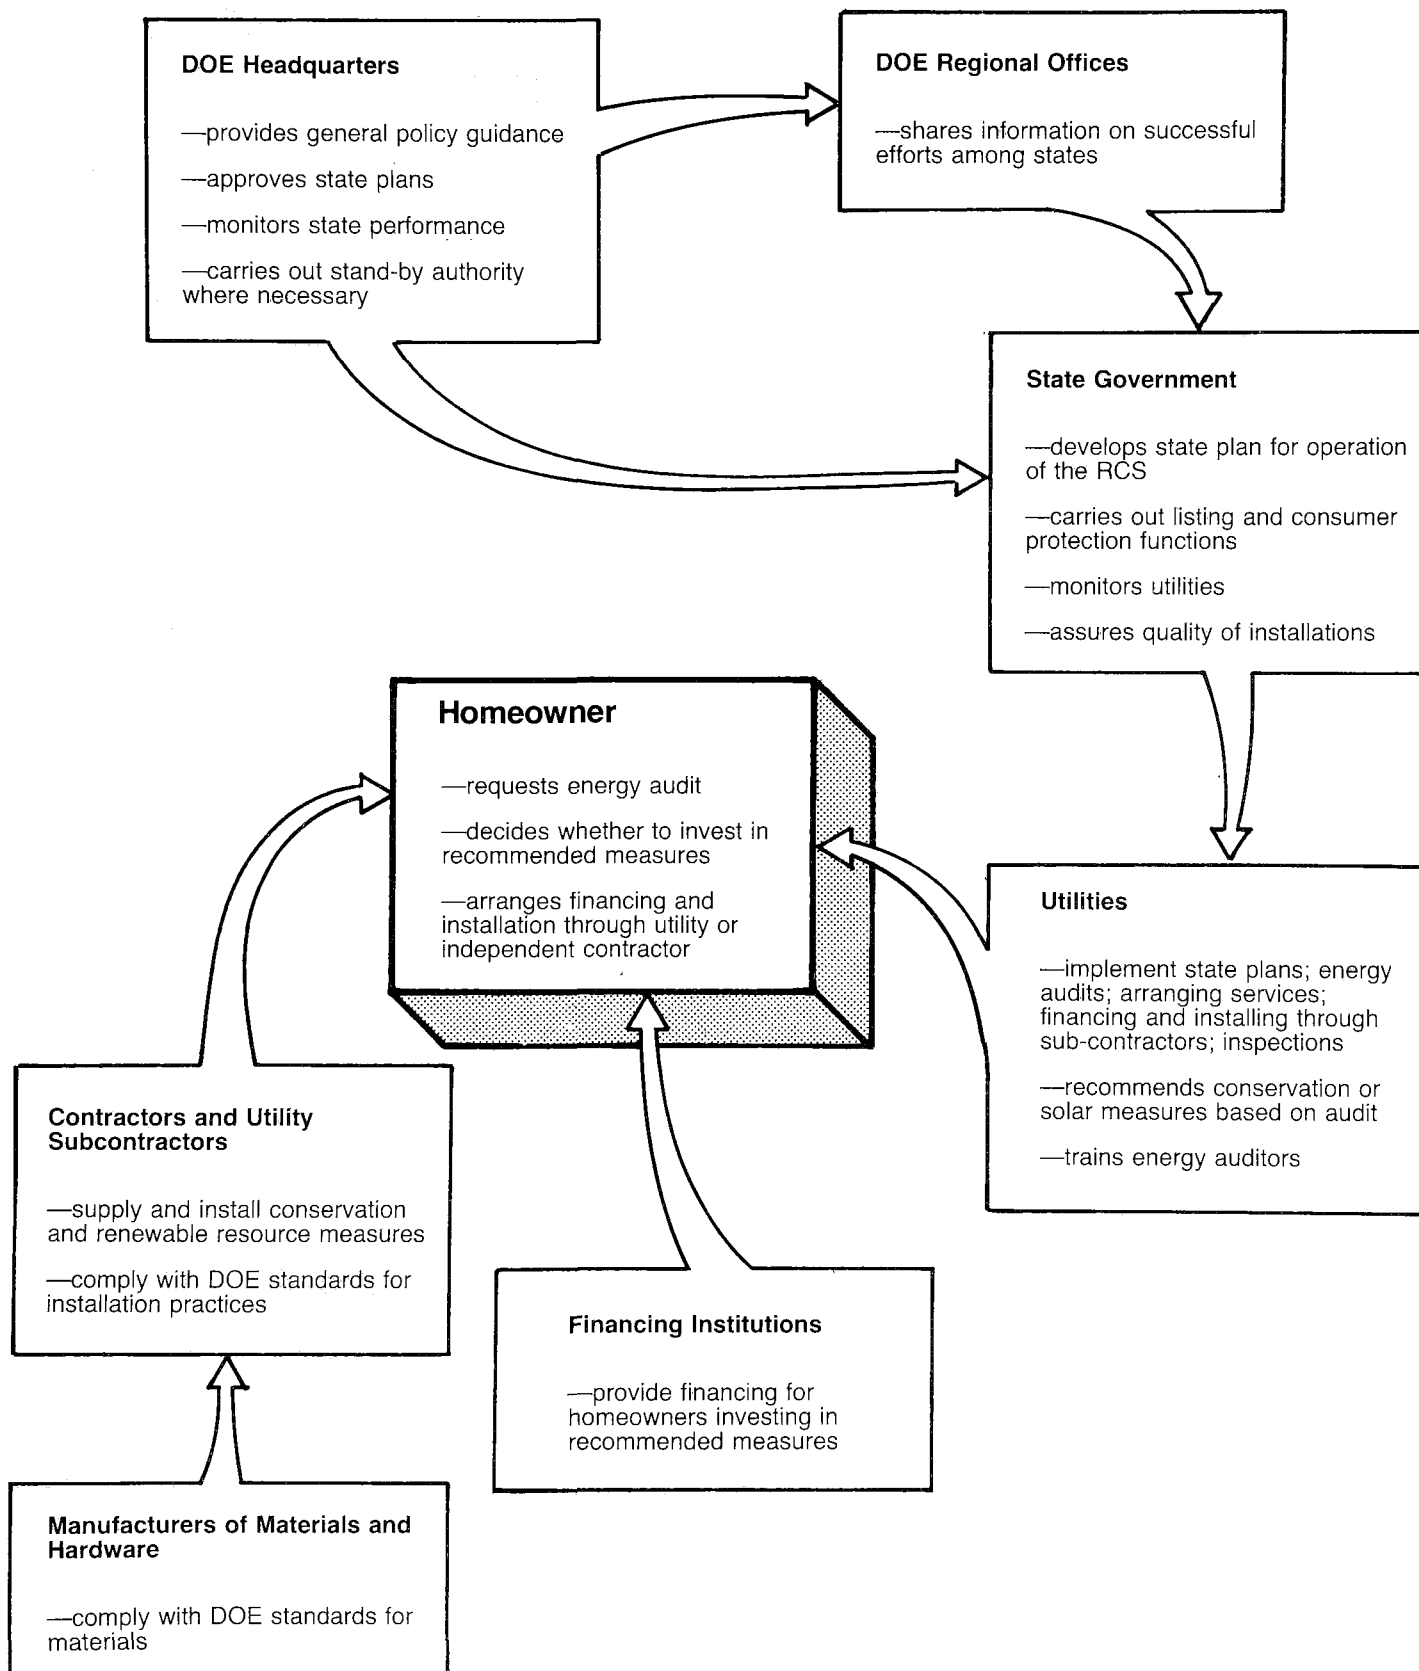 DOE Headquarters
—provides general policy guidance
—approves state plans
—monitors state performance
—carries out stand-by authority
where necessary
DOE Regional Offices
—shares information on successful
efforts among states
State Government
—develops state plan for operation
of the RCS
—carries out listing and consumer
protection functions
—monitors utilities
—assures quality of installations
Homeowner
—requests energy audit
—decides whether to invest in
recommended measures
—arranges financing and
installation through utility or
independent contractor
Utilities
—implement state plans; energy
audits; arranging services;
financing and installing through
sub-contractors; inspections
—recommends conservation or
solar measures based on audit
—trains energy auditors
Contractors and Utility
Subcontractors
—supply and install conservation
and renewable resource measures
—comply with DOE standards for
installation practices
Financing Institutions
—provide financing for
homeowners investing in
recommended measures
Manufacturers of Materials and
Hardware
—comply with DOE standards for
materials